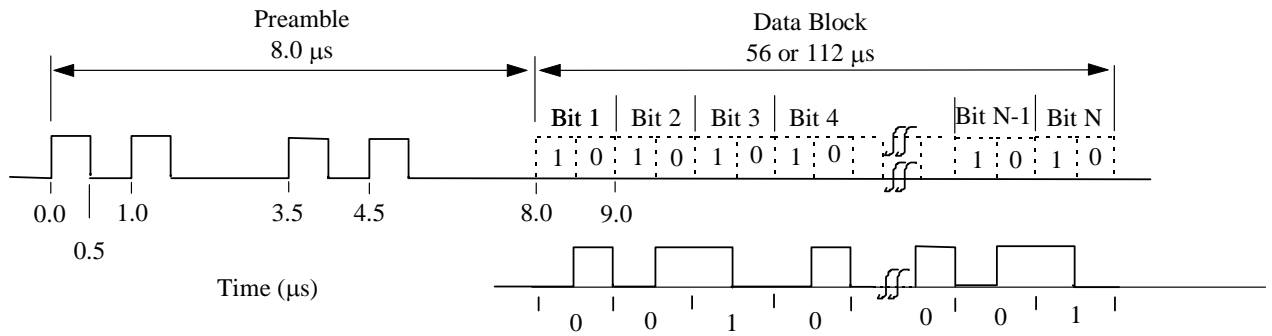 Preamble
8.0 μs
Data Block
56 or 112 μs
Bit 1 Bit 2 Bit 3 Bit 4 Bit N-1 Bit N
1 0 1 0 1 0 1 0 1 0 1 0
0.0 1.0 3.5 4.5 8.0 9.0
0.5
Time (μs)
0 0 1 0 0 0 1